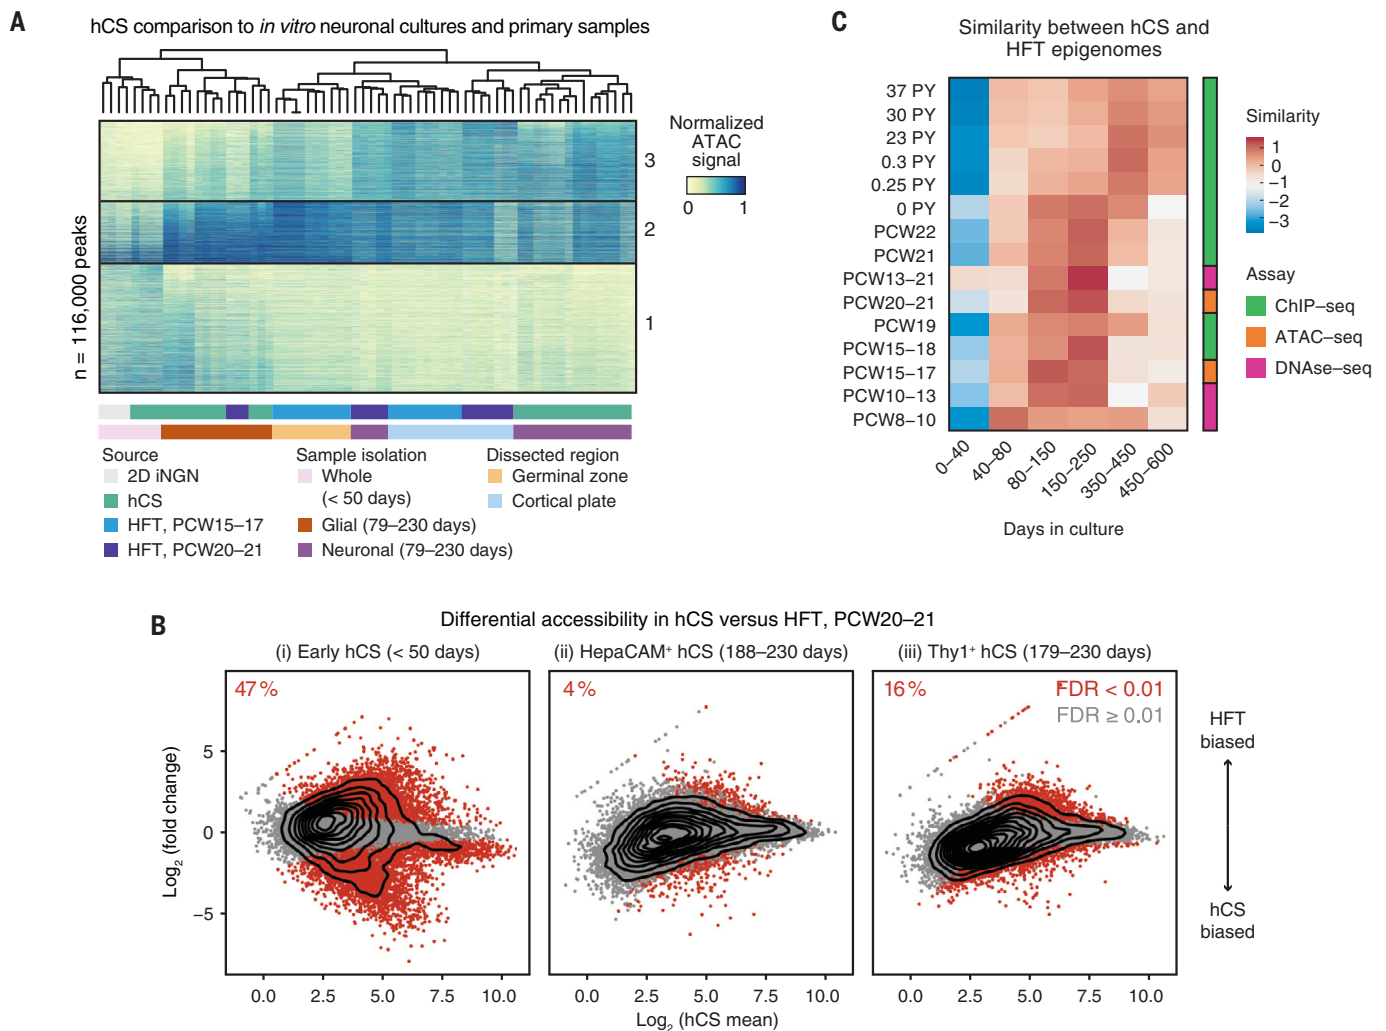 A
hCS comparison to in vitro neuronal cultures and primary samples
n = 116,000 peaks
3
2
1
Normalized
ATAC
signal
0 1
Source
2D iNGN
hCS
HFT, PCW15–17
HFT, PCW20–21
Sample isolation
Whole
(< 50 days)
Glial (79–230 days)
Neuronal (79–230 days)
Dissected region
Germinal zone
Cortical plate
C
Similarity between hCS and
HFT epigenomes
37 PY
30 PY
23 PY
0.3 PY
0.25 PY
0 PY
PCW22
PCW21
PCW13–21
PCW20–21
PCW19
PCW15–18
PCW15–17
PCW10–13
PCW8–10
0–40
40–80
80–150
150–250
350–450
450–600
Days in culture
Similarity
1
0
−1
−2
−3
Assay
ChIP–seq
ATAC–seq
DNAse–seq
B
Differential accessibility in hCS versus HFT, PCW20–21
(i) Early hCS (< 50 days)
(ii) HepaCAM⁺ hCS (188–230 days)
(iii) Thy1⁺ hCS (179–230 days)
47%
4%
16%
FDR < 0.01
FDR ≥ 0.01
Log₂ (fold change)
5
0
−5
0.0 2.5 5.0 7.5 10.0
0.0 2.5 5.0 7.5 10.0
0.0 2.5 5.0 7.5 10.0
Log₂ (hCS mean)
HFT
biased
hCS
biased